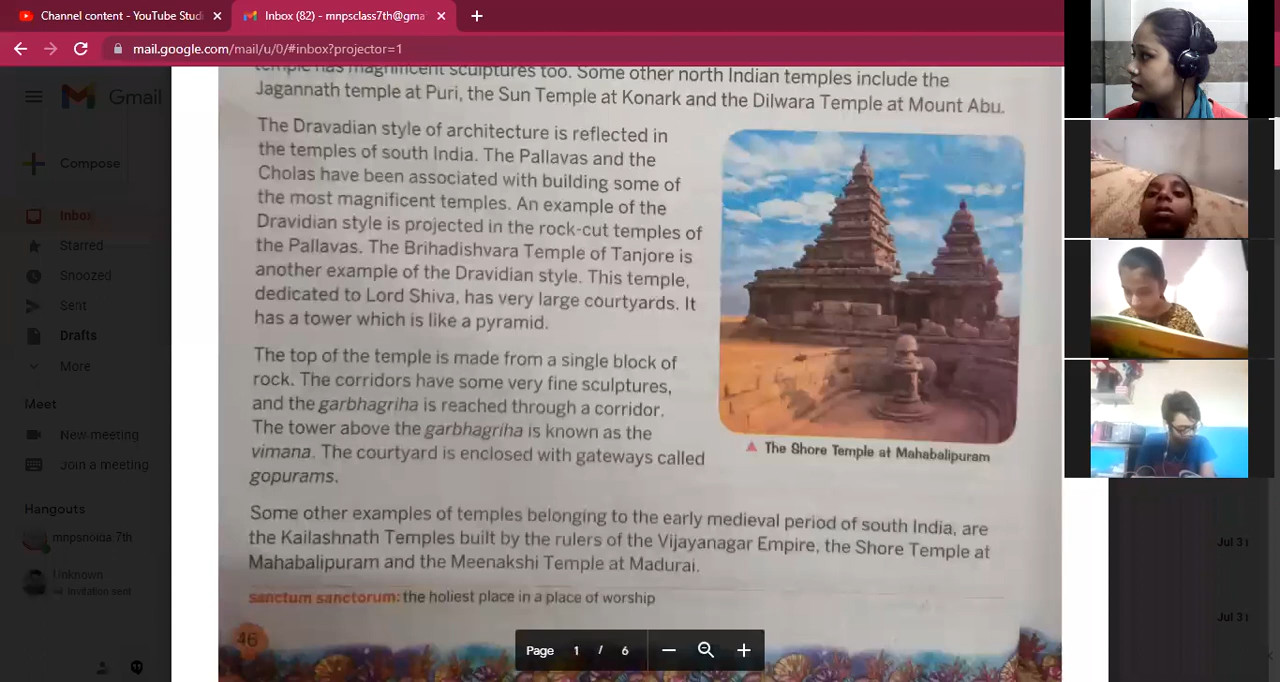 Channel content - YouTube Studi
Inbox (82) - mnpsclass7th@gma
mail.google.com/mail/u/0/#inbox?projector=1
Gmail
Compose
Inbox
Starred
Snoozed
Sent
Drafts
More
Meet
New meeting
Join a meeting
Hangouts
mnpsnoida.7th
Unknown
Invitation sent
temple has magnificent sculptures too. Some other north Indian temples include the
Jagannath temple at Puri, the Sun Temple at Konark and the Dilwara Temple at Mount Abu.
The Dravadian style of architecture is reflected in
the temples of south India. The Pallavas and the
Cholas have been associated with building some of
the most magnificent temples. An example of the
Dravidian style is projected in the rock-cut temples of
the Pallavas. The Brihadishvara Temple of Tanjore is
another example of the Dravidian style. This temple,
dedicated to Lord Shiva, has very large courtyards. It
has a tower which is like a pyramid.
The top of the temple is made from a single block of
rock. The corridors have some very fine sculptures,
and the garbhagriha is reached through a corridor.
The tower above the garbhagriha is known as the
vimana. The courtyard is enclosed with gateways called
gopurams.
▲ The Shore Temple at Mahabalipuram
Some other examples of temples belonging to the early medieval period of south India, are
the Kailashnath Temples built by the rulers of the Vijayanagar Empire, the Shore Temple at
Mahabalipuram and the Meenakshi Temple at Madurai.
sanctum sanctorum: the holiest place in a place of worship
46
Page 1 / 6
Jul 31
Jul 31